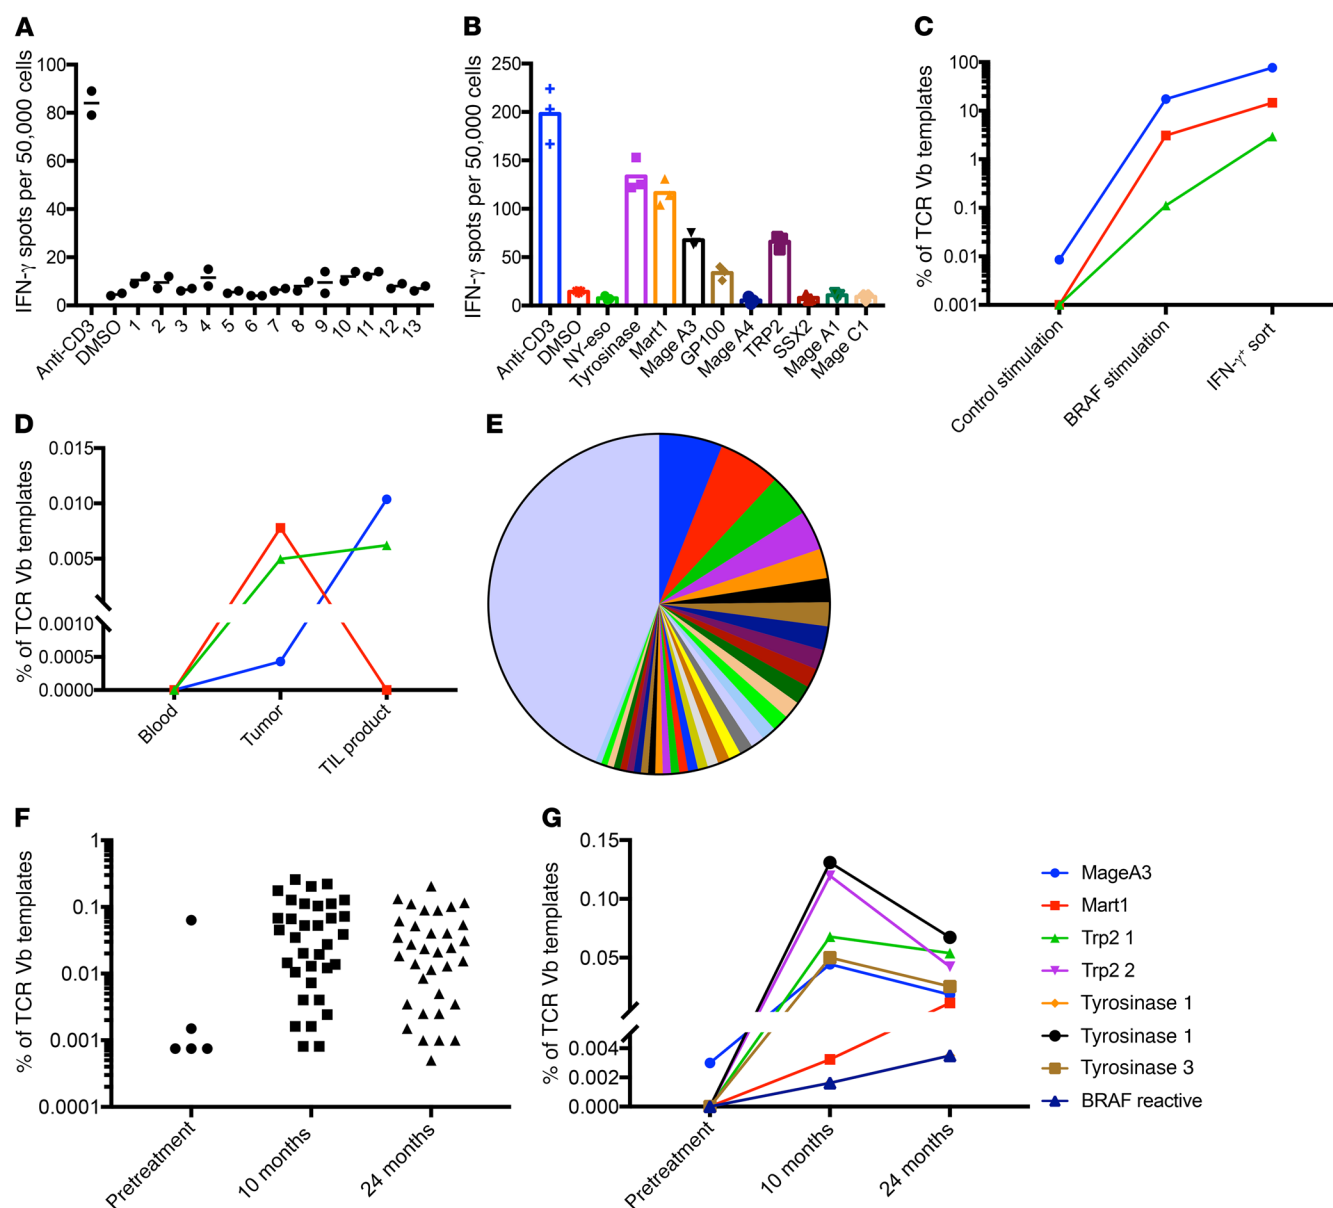 A
IFN-γ spots per 50,000 cells
100
80
60
40
20
0
Anti-CD3
DMSO
1
2
3
4
5
6
7
8
9
10
11
12
13
B
IFN-γ spots per 50,000 cells
250
200
150
100
50
0
Anti-CD3
DMSO
NY-eso
Tyrosinase
Mart1
Mage A3
GP100
Mage A4
TRP2
SSX2
Mage A1
Mage C1
C
% of TCR Vb templates
100
10
1
0.1
0.01
0.001
Control stimulation
BRAF stimulation
IFN-γ+ sort
D
% of TCR Vb templates
0.015
0.010
0.005
0.0010
0.0005
0.0000
Blood
Tumor
TIL product
E
F
% of TCR Vb templates
1
0.1
0.01
0.001
0.0001
Pretreatment
10 months
24 months
G
% of TCR Vb templates
0.15
0.10
0.05
0.004
0.002
0.000
Pretreatment
10 months
24 months
MageA3
Mart1
Trp2 1
Trp2 2
Tyrosinase 1
Tyrosinase 1
Tyrosinase 3
BRAF reactive